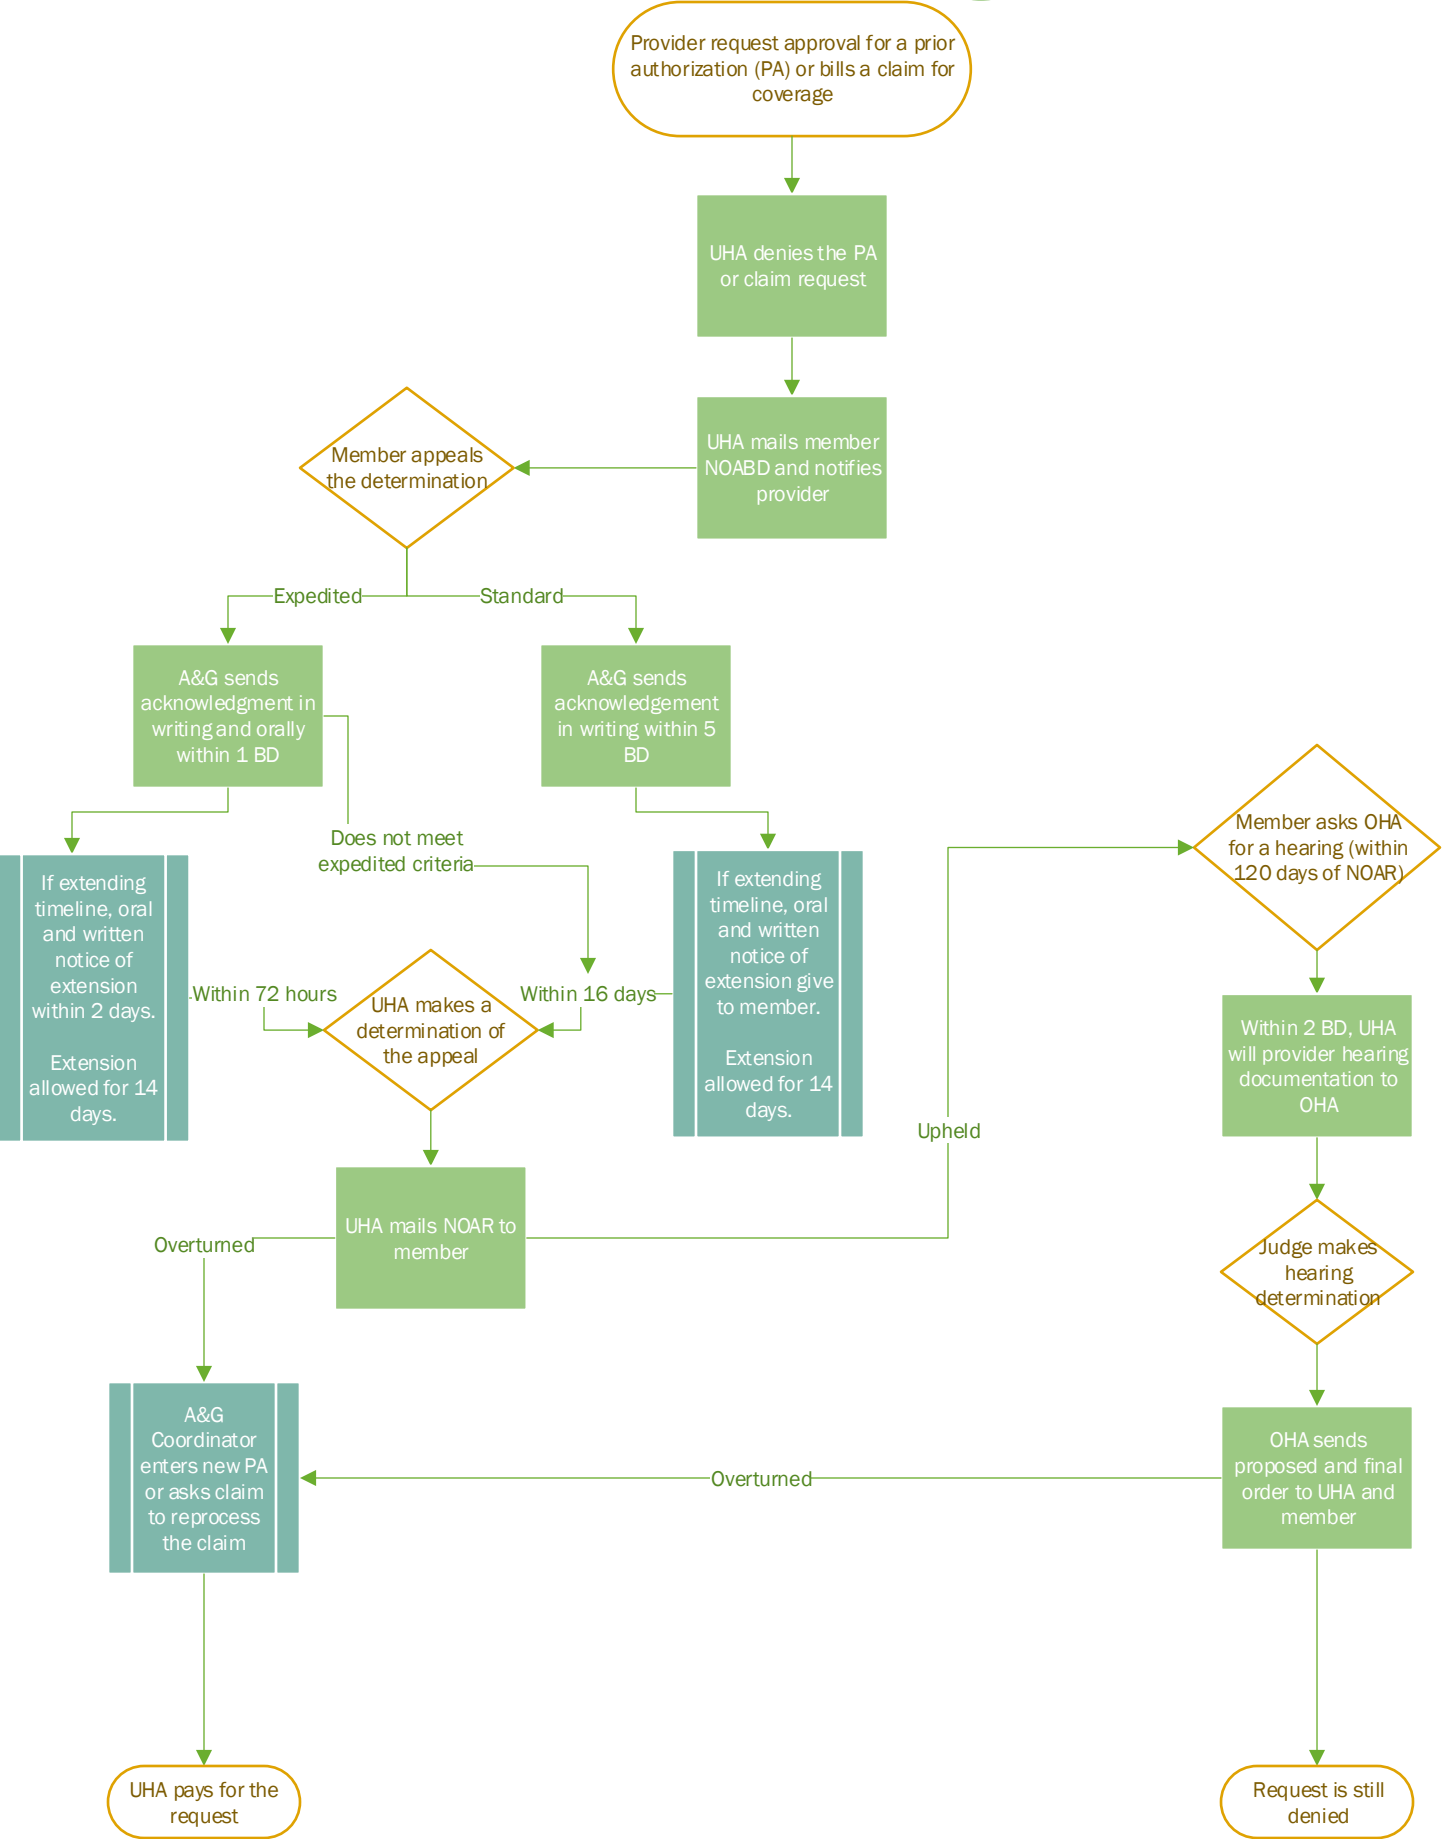 Provider request approval for a prior
authorization (PA) or bills a claim for
coverage
UHA denies the PA
or claim request
UHA mails member
NOABD and notifies
provider
Member appeals
the determination
Expedited
Standard
A&G sends
acknowledgment in
writing and orally
within 1 BD
A&G sends
acknowledgement
in writing within 5
BD
Does not meet
expedited criteria
If extending
timeline, oral
and written
notice of
extension
within 2 days.
Extension
allowed for 14
days.
Within 72 hours
UHA makes a
determination of
the appeal
Within 16 days
If extending
timeline, oral
and written
notice of
extension give
to member.
Extension
allowed for 14
days.
UHA mails NOAR to
member
Overturned
Upheld
Member asks OHA
for a hearing (within
120 days of NOAR)
Within 2 BD, UHA
will provider hearing
documentation to
OHA
Judge makes
hearing
determination
OHA sends
proposed and final
order to UHA and
member
Overturned
A&G
Coordinator
enters new PA
or asks claim
to reprocess
the claim
UHA pays for the
request
Request is still
denied